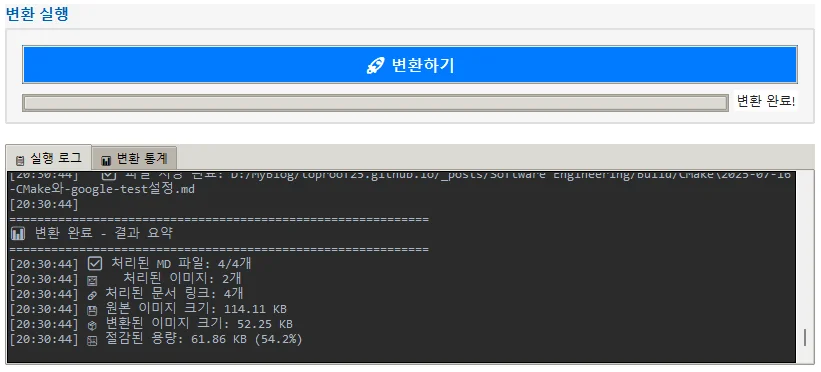 변환 실행
변환하기
변환 완료!
실행 로그 변환 통계
[20:30:44] 파일 저장 완료: D:/MyBlog/toproof25.github.io/_posts/Software Engineering/Build/CMake\2025-07-16
-CMake와-google-test설정.md
[20:30:44]
============================================================
변환 완료 - 결과 요약
============================================================
[20:30:44] 처리된 MD 파일: 4/4개
[20:30:44] 처리된 이미지: 2개
[20:30:44] 처리된 문서 링크: 4개
[20:30:44] 원본 이미지 크기: 114.11 KB
[20:30:44] 변환된 이미지 크기: 52.25 KB
[20:30:44] 절감된 용량: 61.86 KB (54.2%)